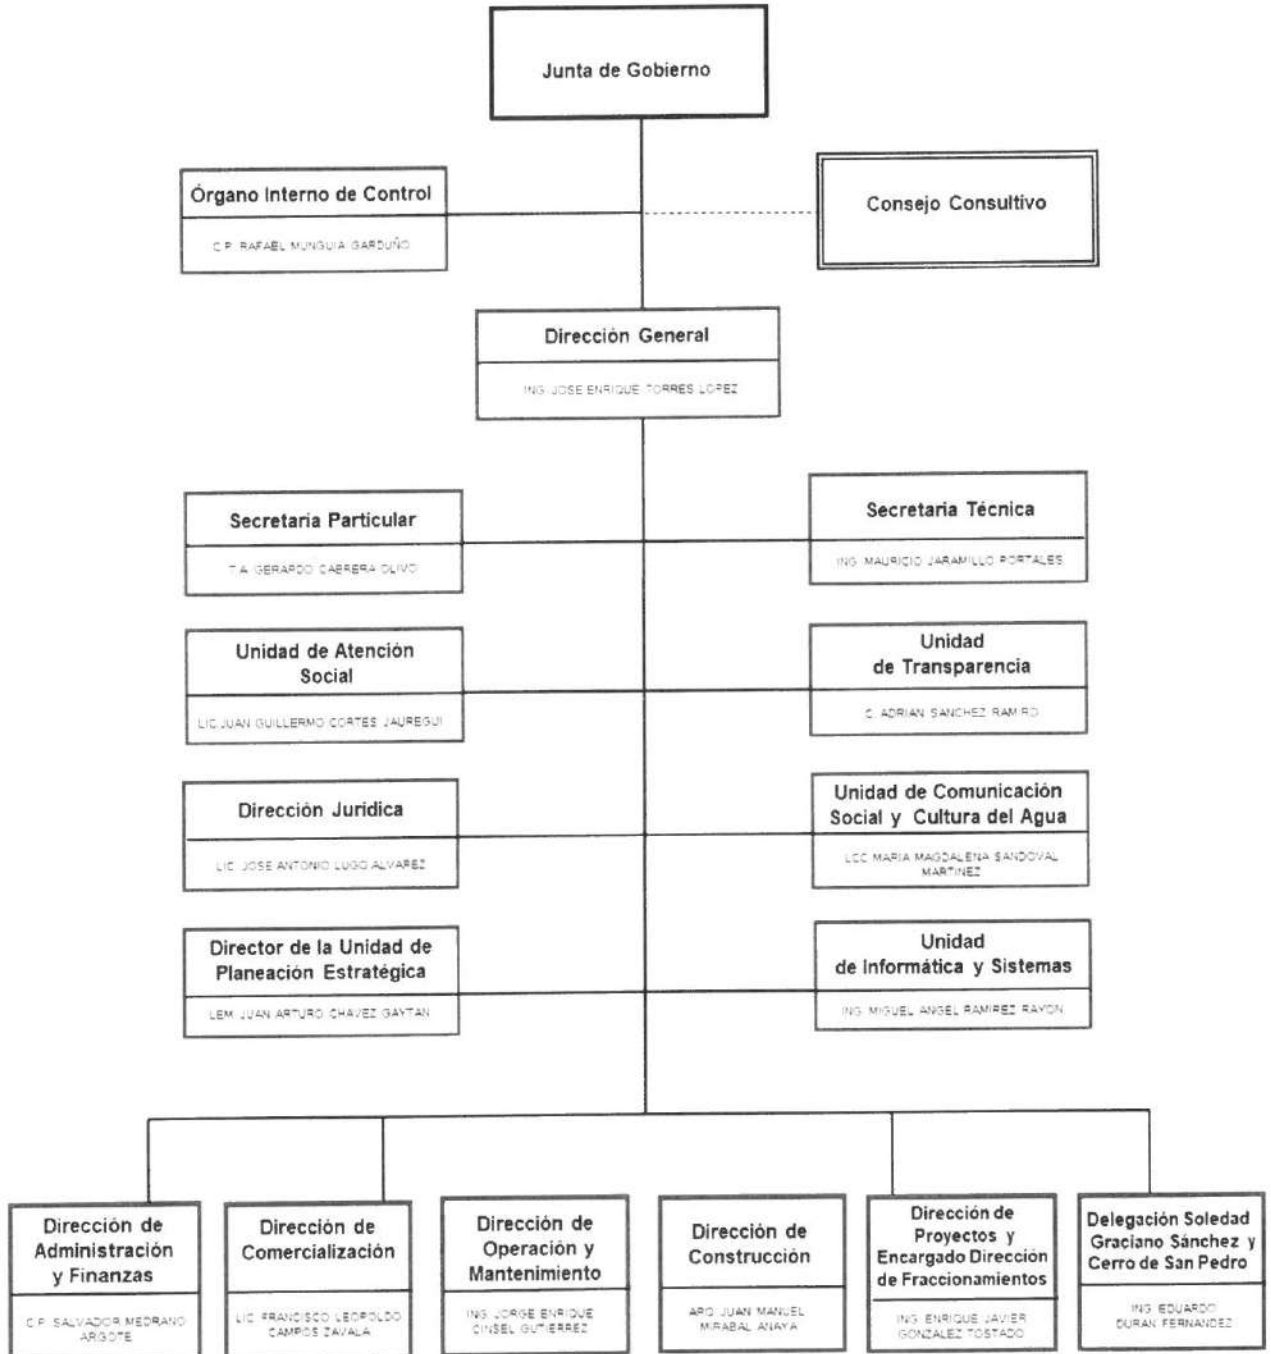 Junta de Gobierno
Órgano Interno de Control
C.P. RAFAEL MUNGUIA GARDUÑO
Consejo Consultivo
Dirección General
ING. JOSE ENRIQUE TORRES LOPEZ
Secretaria Particular
T.A. GERARDO CABRERA OLIVO
Secretaria Técnica
ING. MAURICIO JARAMILLO PORTALES
Unidad de Atención
Social
LIC.JUAN GUILLERMO CORTES JAUREGUI
Unidad
de Transparencia
C. ADRIAN SANCHEZ RAMIRO
Dirección Juridica
LIC. JOSE ANTONIO LUGO ALVAREZ
Unidad de Comunicación
Social y Cultura del Agua
LCC MARIA MAGDALENA SANDOVAL
MARTINEZ
Director de la Unidad de
Planeación Estratégica
LEM. JUAN ARTURO CHAVEZ GAYTAN
Unidad
de Informática y Sistemas
ING. MIGUEL ANGEL RAMIREZ RAYON
Dirección de
Administración
y Finanzas
C.P. SALVADOR MEDRANO
ARGOTE
Dirección de
Comercialización
LIC. FRANCISCO LEOPOLDO
CAMPOS ZAVALA
Dirección de
Operación y
Mantenimiento
ING. JORGE ENRIQUE
CINSEL GUTIERREZ
Dirección de
Construcción
ARQ. JUAN MANUEL
MIRABAL ANAYA
Dirección de
Proyectos y
Encargado Dirección
de Fraccionamientos
ING. ENRIQUE JAVIER
GONZALEZ TOSTADO
Delegación Soledad
Graciano Sánchez y
Cerro de San Pedro
ING. EDUARDO
DURAN FERNANDEZ